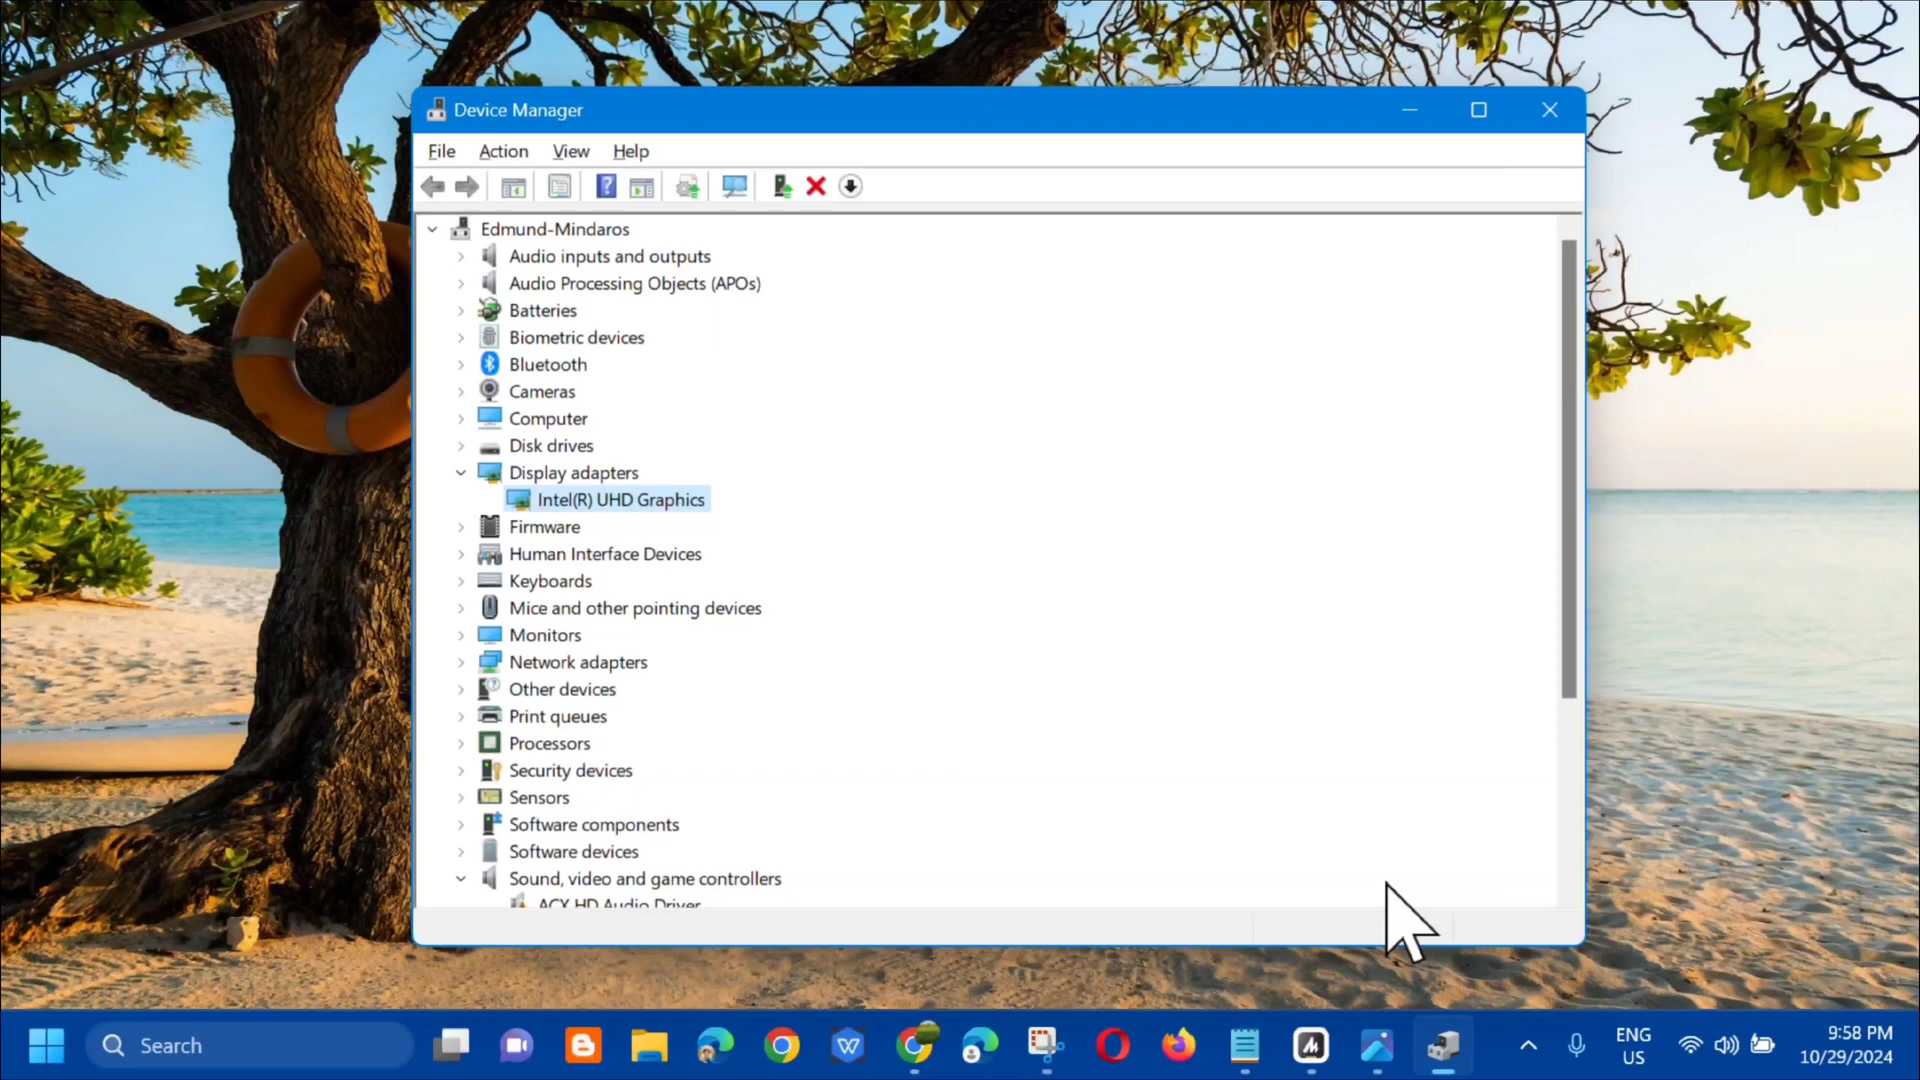 Device Manager
File Action View Help
Edmund-Mindaros
Audio inputs and outputs
Audio Processing Objects (APOs)
Batteries
Biometric devices
Bluetooth
Cameras
Computer
Disk drives
Display adapters
Intel(R) UHD Graphics
Firmware
Human Interface Devices
Keyboards
Mice and other pointing devices
Monitors
Network adapters
Other devices
Print queues
Processors
Security devices
Sensors
Software components
Software devices
Sound, video and game controllers
ACX HD Audio Driver
Search
ENG
US
9:58 PM
10/29/2024